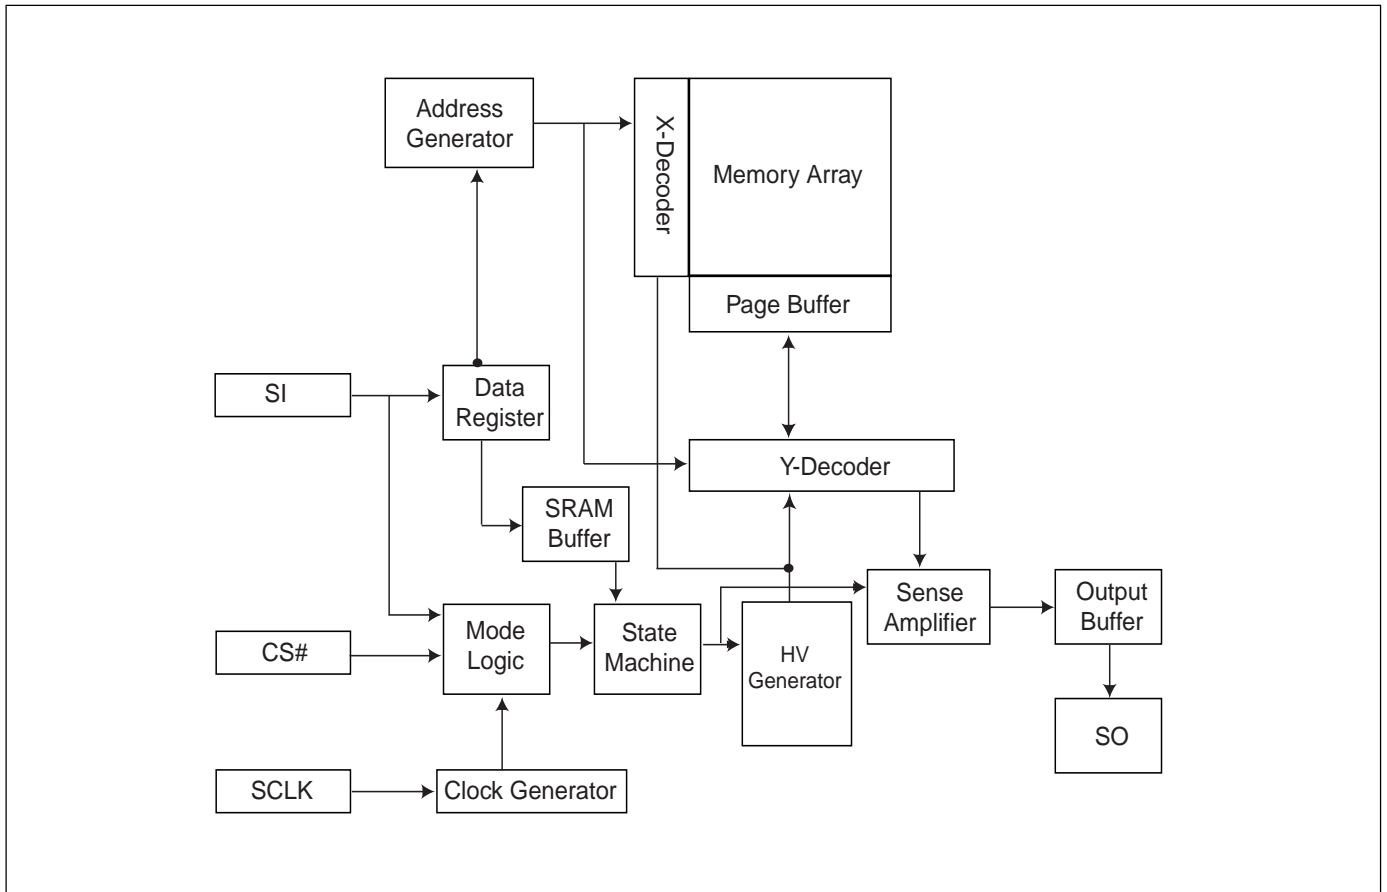 Address
Generator
X-Decoder
Memory Array
Page Buffer
SI
Data
Register
Y-Decoder
SRAM
Buffer
Sense
Amplifier
Output
Buffer
CS#
Mode
Logic
State
Machine
HV
Generator
SO
SCLK
Clock Generator